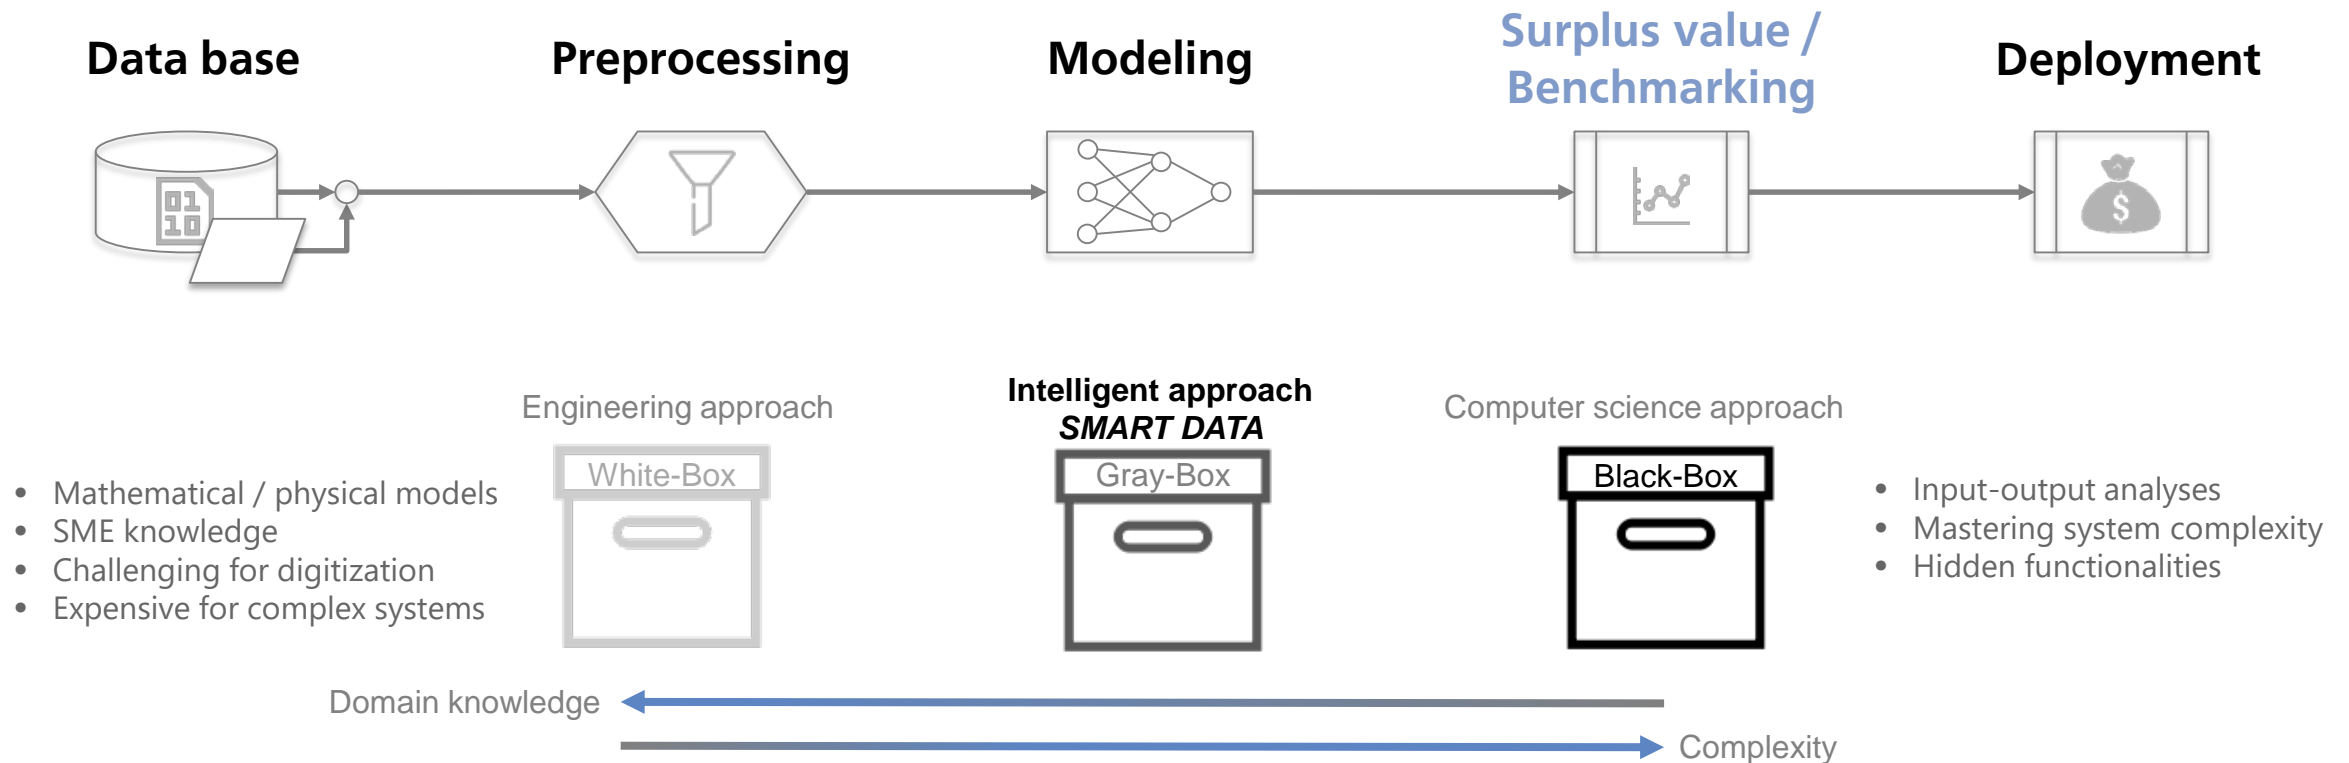 Data base
Preprocessing
Modeling
Surplus value /
Benchmarking
Deployment
01
10
$
Engineering approach
Intelligent approach
SMART DATA
Computer science approach
White-Box
Gray-Box
Black-Box
• Mathematical / physical models
• SME knowledge
• Challenging for digitization
• Expensive for complex systems
• Input-output analyses
• Mastering system complexity
• Hidden functionalities
Domain knowledge
Complexity